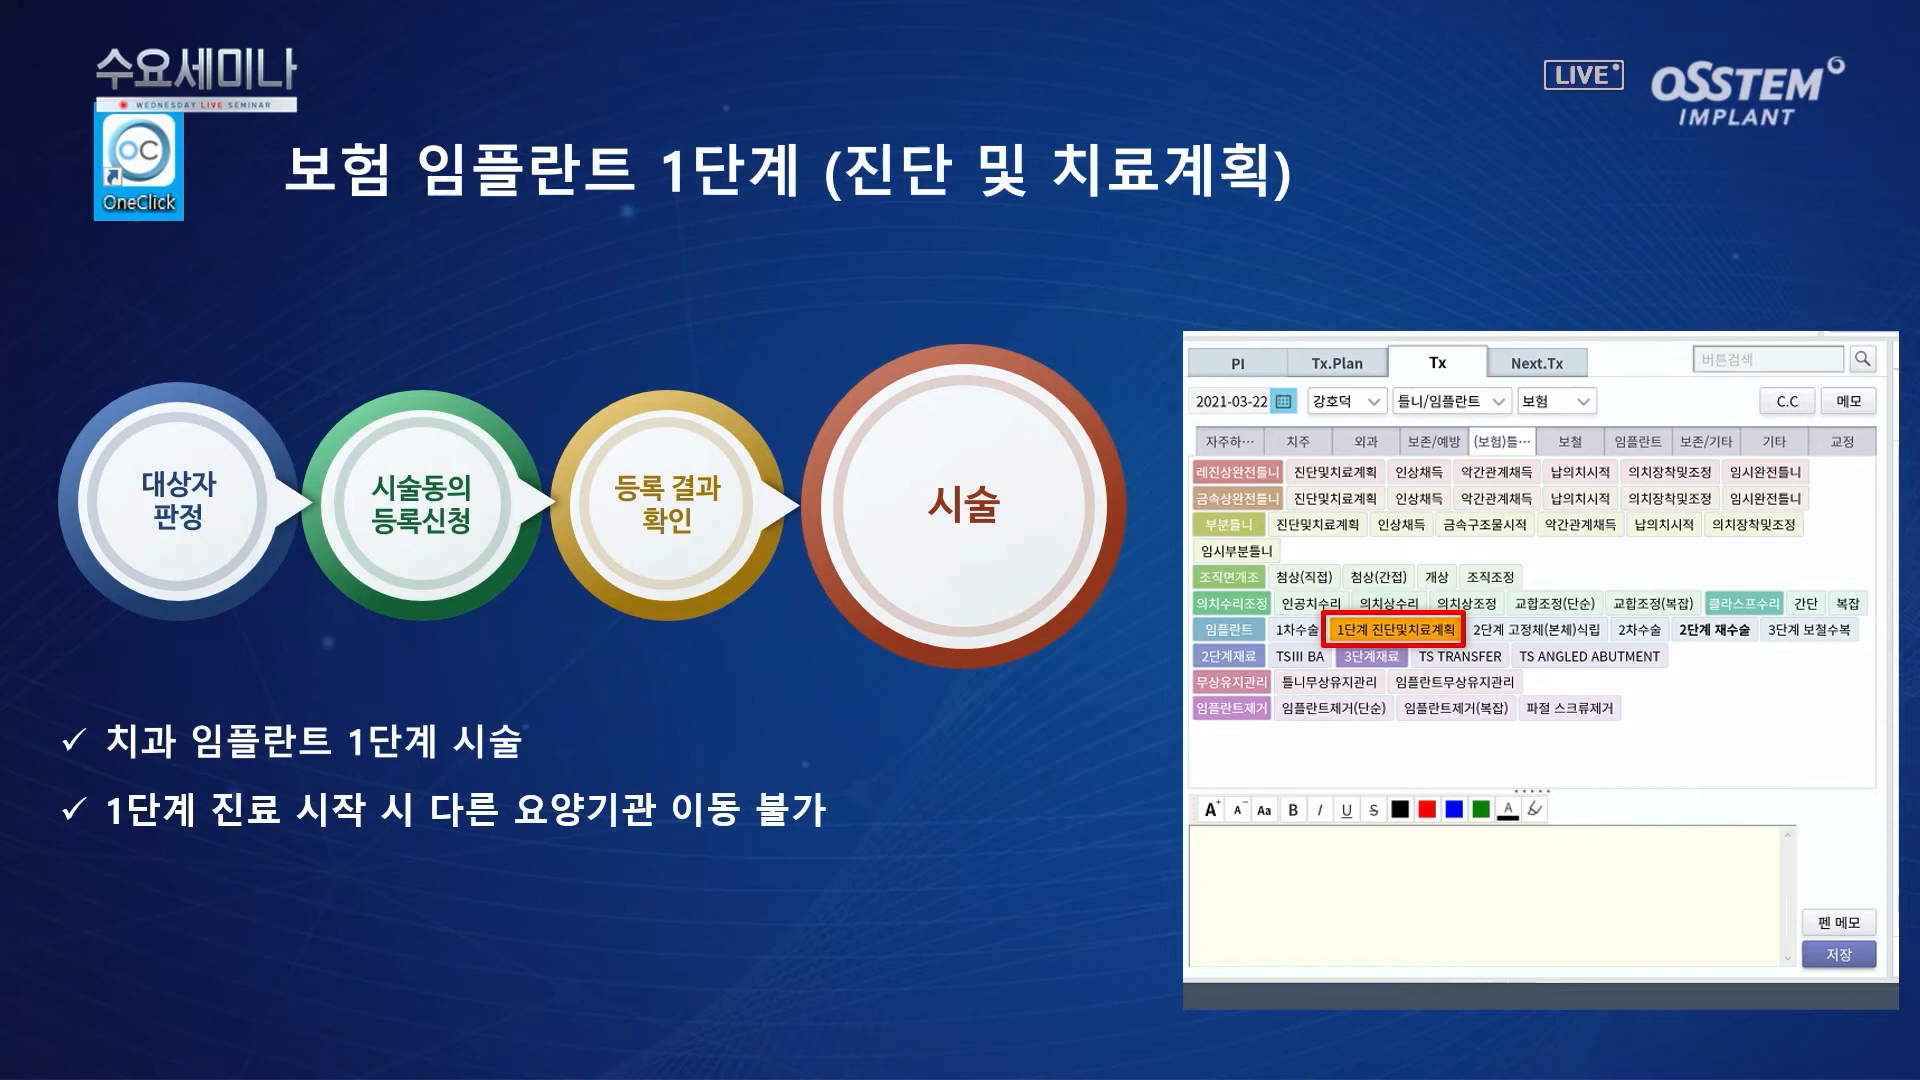 수요세미나
WEDNESDAY LIVE SEMINAR
LIVE
OSSTEM
IMPLANT
OC
OneClick
보험 임플란트 1단계 (진단 및 치료계획)
대상자
판정
시술동의
등록신청
등록 결과
확인
시술
✓ 치과 임플란트 1단계 시술
✓ 1단계 진료 시작 시 다른 요양기관 이동 불가
PI Tx.Plan Tx Next.Tx 버튼검색
2021-03-22 강호덕 틀니/임플란트 보험 C.C 메모
자주하… 치주 외과 보존/예방 (보험)틀… 보철 임플란트 보존/기타 기타 교정
레진상완전틀니 진단및치료계획 인상채득 악간관계채득 납의치시적 의치장착및조정 임시완전틀니
금속상완전틀니 진단및치료계획 인상채득 악간관계채득 납의치시적 의치장착및조정 임시완전틀니
부분틀니 진단및치료계획 인상채득 금속구조물시적 악간관계채득 납의치시적 의치장착및조정
임시부분틀니
조직면개조 첨상(직접) 첨상(간접) 개상 조직조정
의치수리조정 인공치수리 의치상수리 의치상조정 교합조정(단순) 교합조정(복잡) 클라스프수리 간단 복잡
임플란트 1차수술 1단계 진단및치료계획 2단계 고정체(본체)식립 2차수술 2단계 재수술 3단계 보철수복
2단계재료 TSIII BA 3단계재료 TS TRANSFER TS ANGLED ABUTMENT
무상유지관리 틀니무상유지관리 임플란트무상유지관리
임플란트제거 임플란트제거(단순) 임플란트제거(복잡) 파절 스크류제거
A+ A- Aa B I U S A
펜 메모
저장